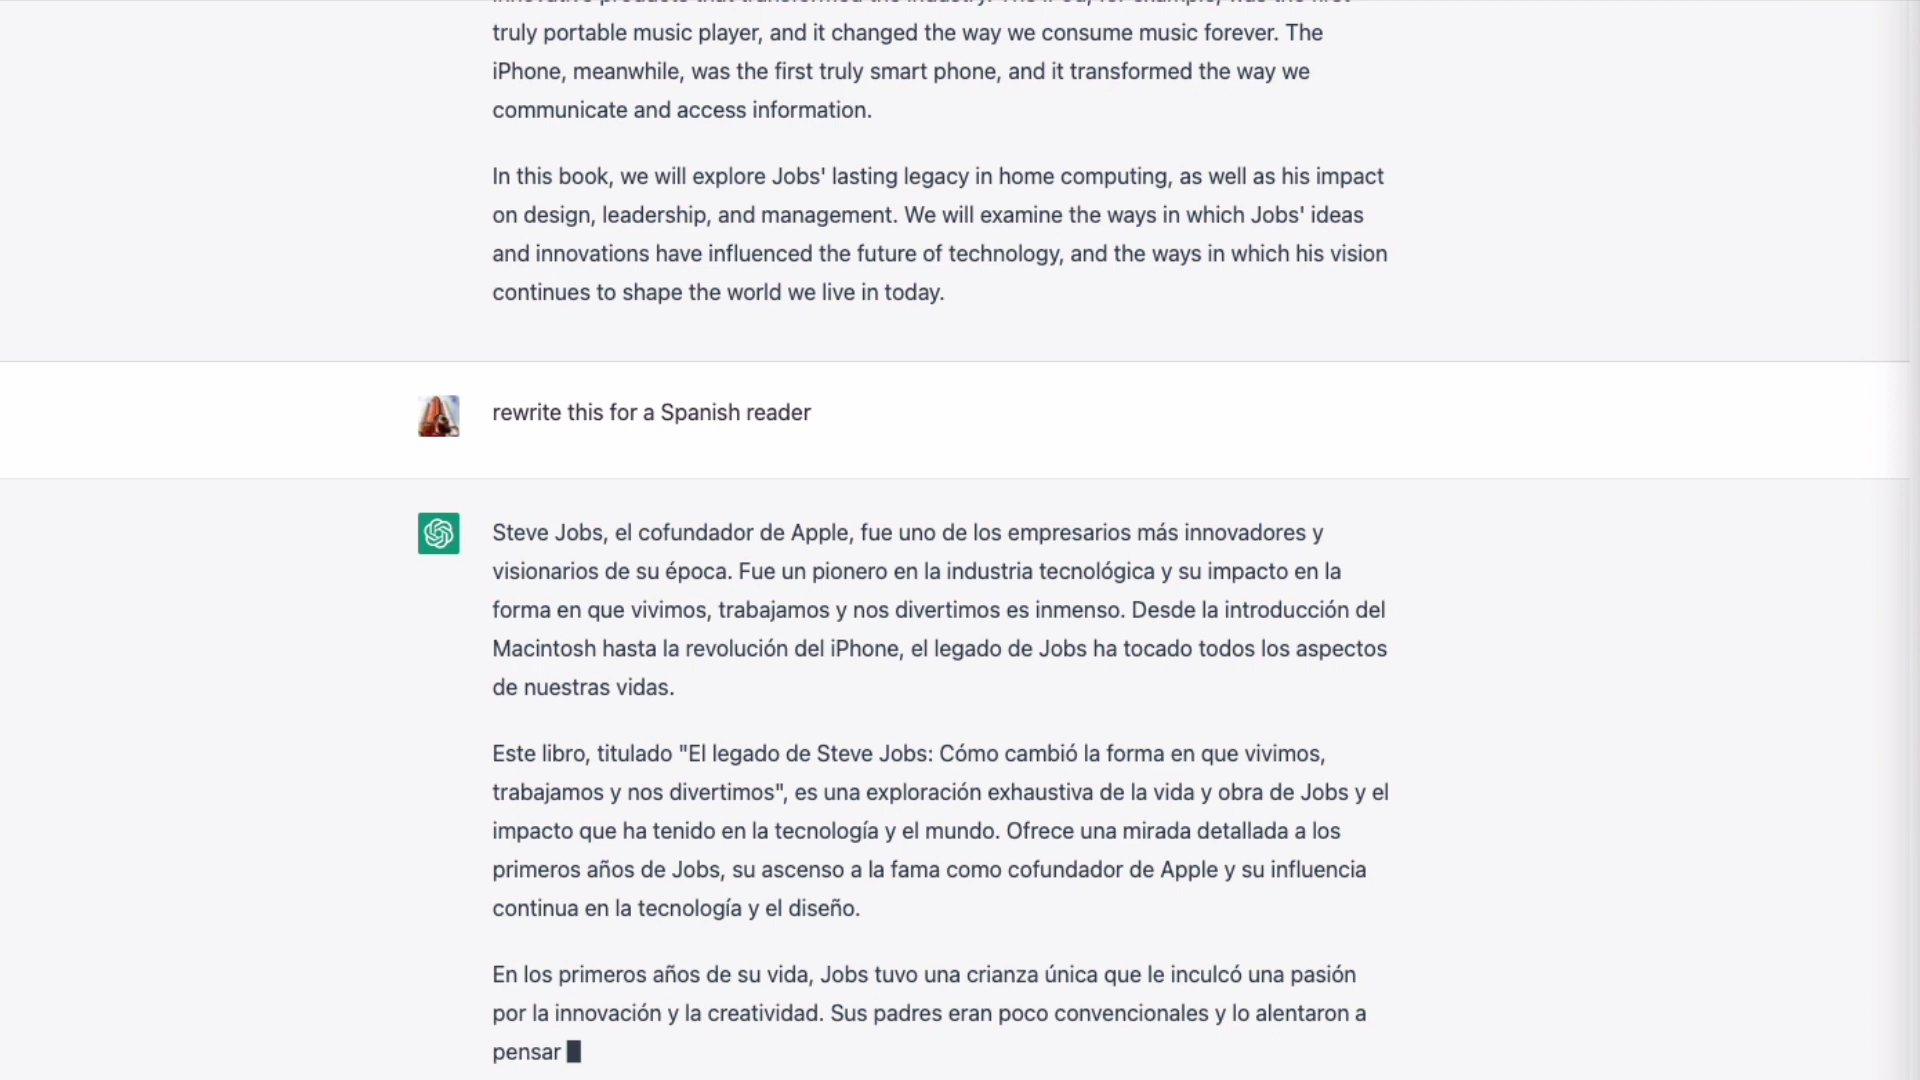 truly portable music player, and it changed the way we consume music forever. The
iPhone, meanwhile, was the first truly smart phone, and it transformed the way we
communicate and access information.
In this book, we will explore Jobs' lasting legacy in home computing, as well as his impact
on design, leadership, and management. We will examine the ways in which Jobs' ideas
and innovations have influenced the future of technology, and the ways in which his vision
continues to shape the world we live in today.
rewrite this for a Spanish reader
Steve Jobs, el cofundador de Apple, fue uno de los empresarios más innovadores y
visionarios de su época. Fue un pionero en la industria tecnológica y su impacto en la
forma en que vivimos, trabajamos y nos divertimos es inmenso. Desde la introducción del
Macintosh hasta la revolución del iPhone, el legado de Jobs ha tocado todos los aspectos
de nuestras vidas.
Este libro, titulado "El legado de Steve Jobs: Cómo cambió la forma en que vivimos,
trabajamos y nos divertimos", es una exploración exhaustiva de la vida y obra de Jobs y el
impacto que ha tenido en la tecnología y el mundo. Ofrece una mirada detallada a los
primeros años de Jobs, su ascenso a la fama como cofundador de Apple y su influencia
continua en la tecnología y el diseño.
En los primeros años de su vida, Jobs tuvo una crianza única que le inculcó una pasión
por la innovación y la creatividad. Sus padres eran poco convencionales y lo alentaron a
pensar